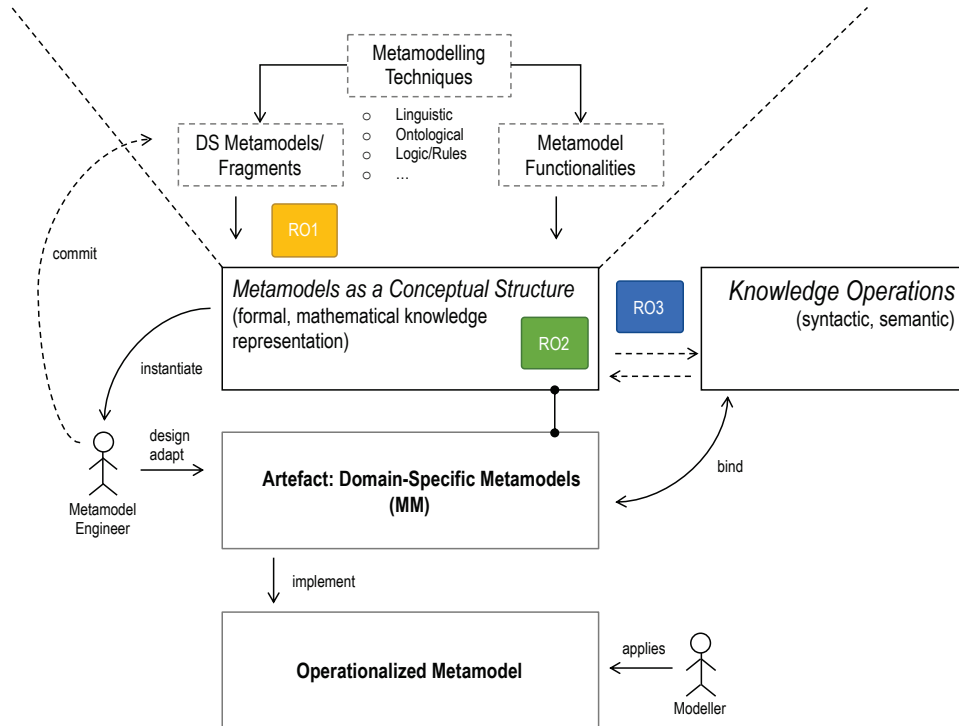 Metamodelling
Techniques
○ Linguistic
○ Ontological
○ Logic/Rules
○ ...
DS Metamodels/
Fragments
Metamodel
Functionalities
RO1
commit
Metamodels as a Conceptual Structure
(formal, mathematical knowledge
representation)
RO2
RO3
Knowledge Operations
(syntactic, semantic)
instantiate
design
adapt
Metamodel
Engineer
Artefact: Domain-Specific Metamodels
(MM)
bind
implement
Operationalized Metamodel
applies
Modeller